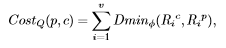 $Cost_Q(p, c) = \sum_{i=1}^{v} Dmin_\phi(R_i{}^c, R_i{}^p),$